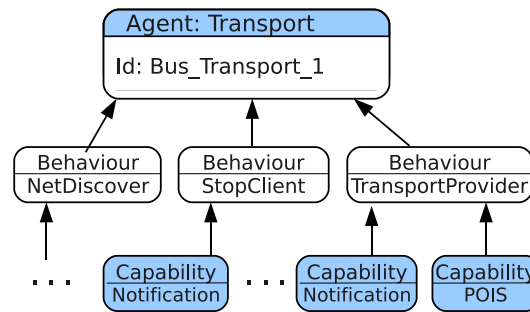 Agent: Transport
Id: Bus_Transport_1
Behaviour
NetDiscover
Behaviour
StopClient
Behaviour
TransportProvider
. . .
Capability
Notification
. . .
Capability
Notification
Capability
POIS